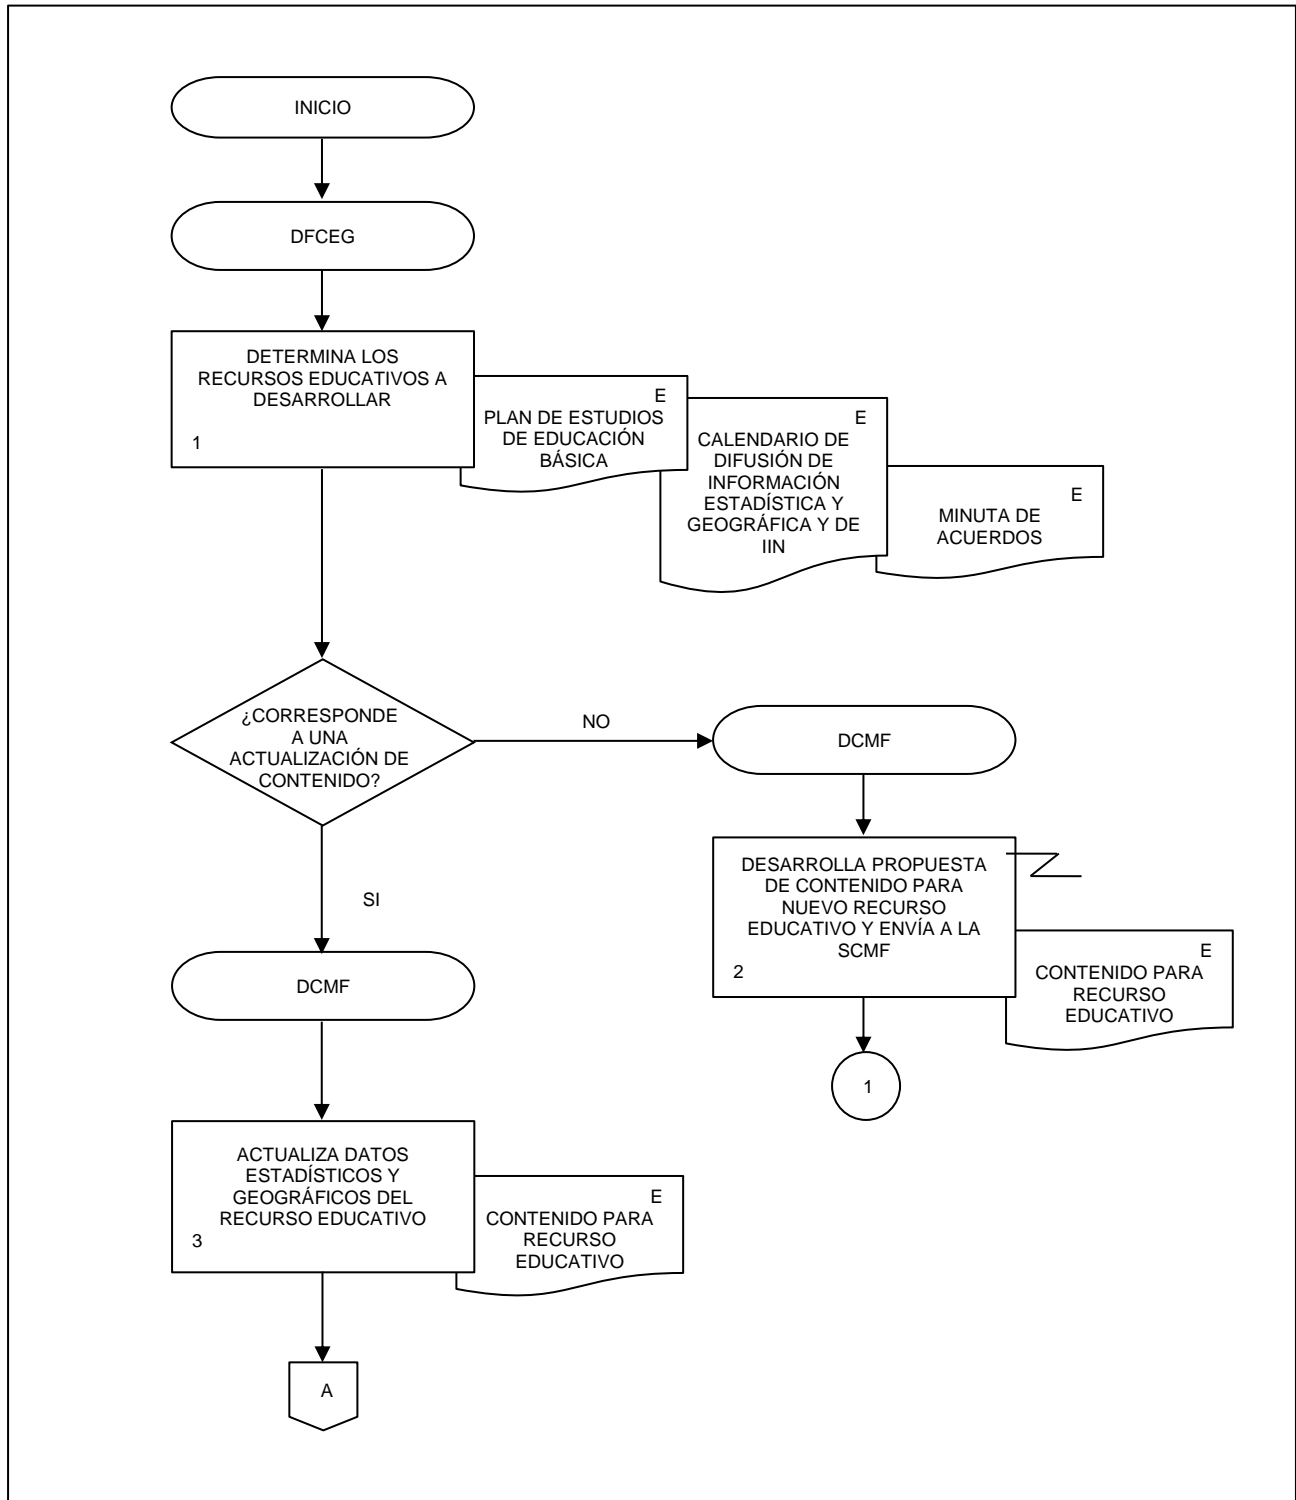 INICIO
DFCEG
DETERMINA LOS
RECURSOS EDUCATIVOS A
DESARROLLAR
1
E
PLAN DE ESTUDIOS
DE EDUCACIÓN
BÁSICA
E
CALENDARIO DE
DIFUSIÓN DE
INFORMACIÓN
ESTADÍSTICA Y
GEOGRÁFICA Y DE
IIN
E
MINUTA DE
ACUERDOS
¿CORRESPONDE
A UNA
ACTUALIZACIÓN DE
CONTENIDO?
NO
DCMF
DESARROLLA PROPUESTA
DE CONTENIDO PARA
NUEVO RECURSO
EDUCATIVO Y ENVÍA A LA
SCMF
2
E
CONTENIDO PARA
RECURSO
EDUCATIVO
1
SI
DCMF
ACTUALIZA DATOS
ESTADÍSTICOS Y
GEOGRÁFICOS DEL
RECURSO EDUCATIVO
3
E
CONTENIDO PARA
RECURSO
EDUCATIVO
A